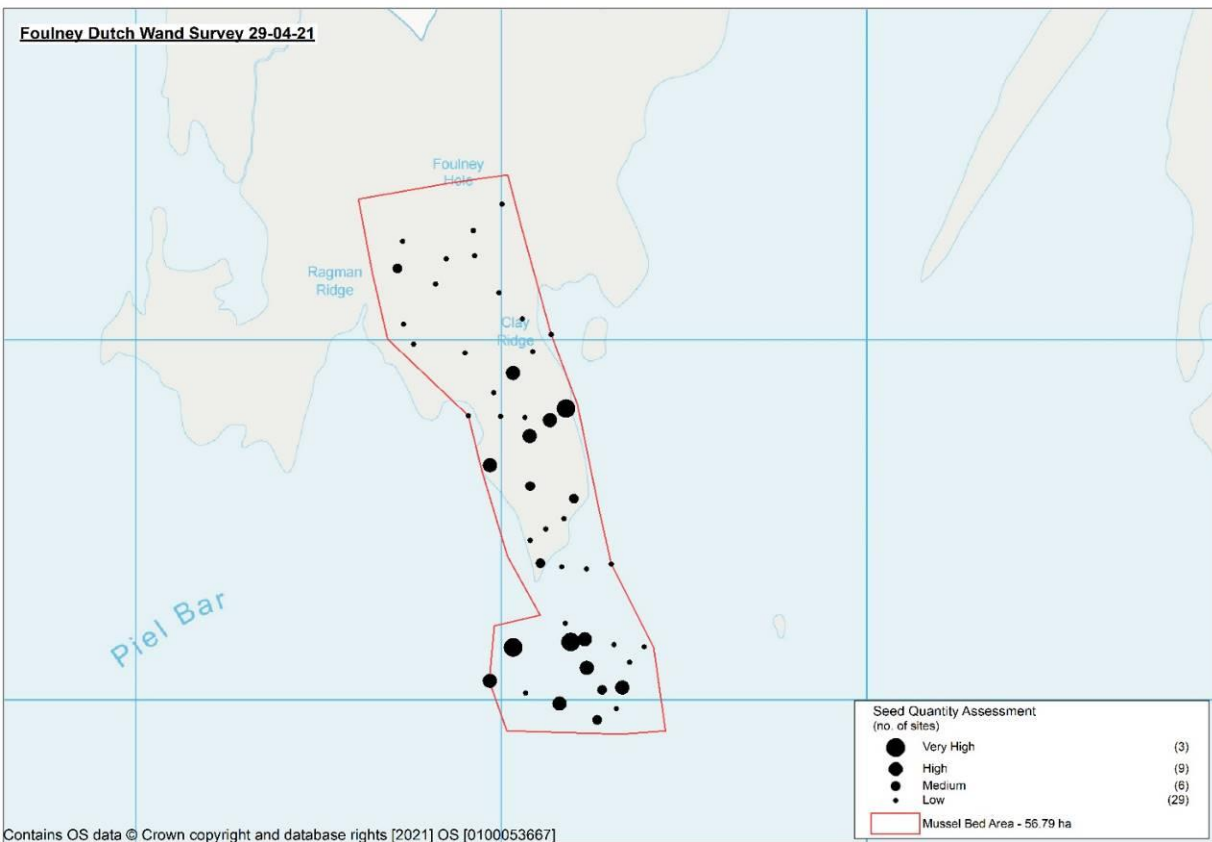 Foulney Dutch Wand Survey 29-04-21
Foulney
Hole
Ragman
Ridge
Clay
Ridge
Piel Bar
Seed Quantity Assessment
(no. of sites)
Very High (3)
High (9)
Medium (6)
Low (29)
Mussel Bed Area - 56.79 ha
Contains OS data © Crown copyright and database rights [2021] OS [0100053667]